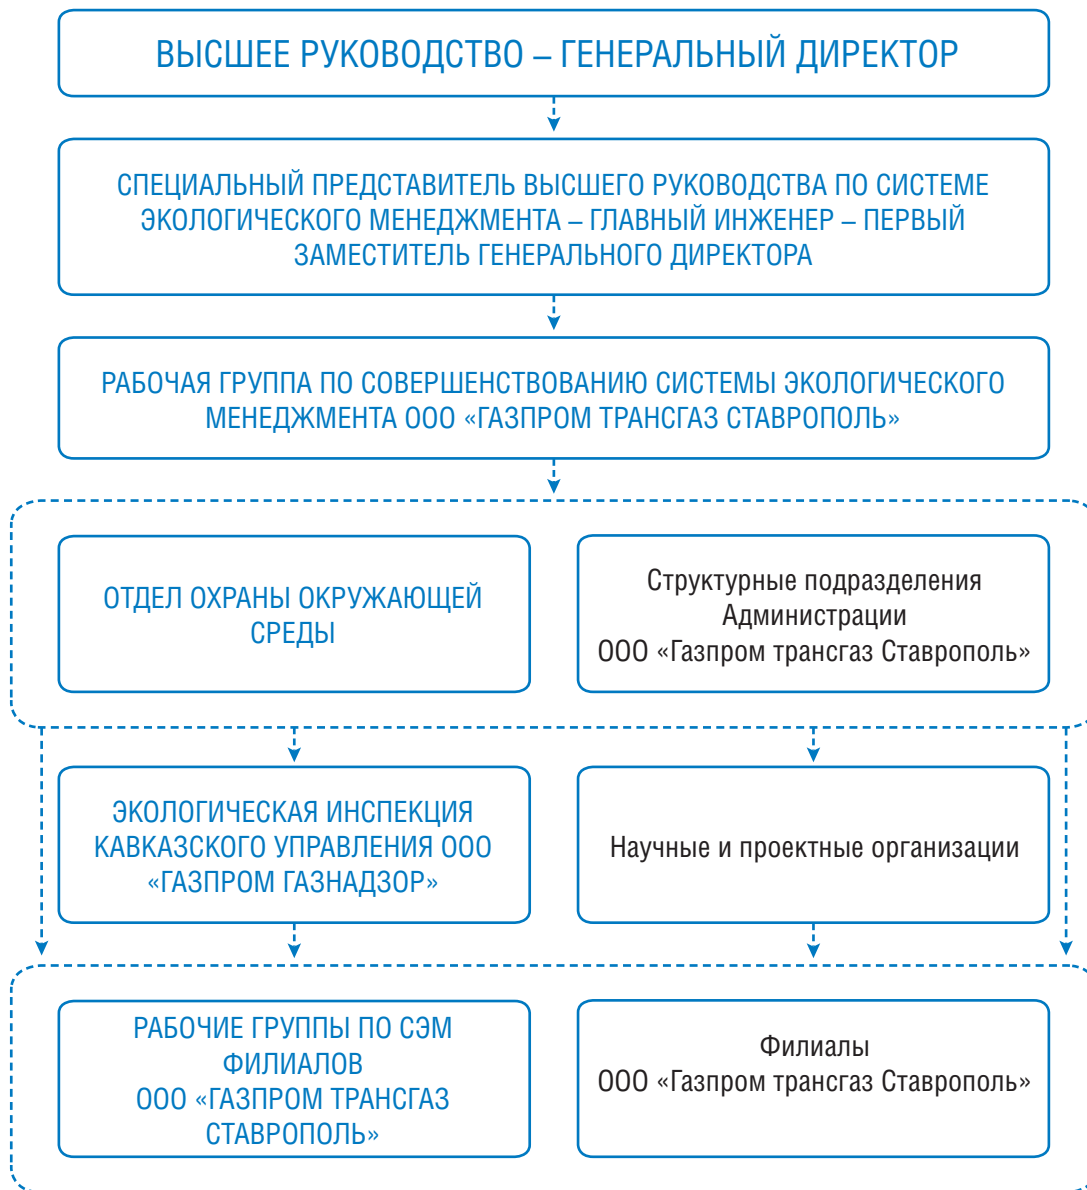 ВЫСШЕЕ РУКОВОДСТВО – ГЕНЕРАЛЬНЫЙ ДИРЕКТОР
СПЕЦИАЛЬНЫЙ ПРЕДСТАВИТЕЛЬ ВЫСШЕГО РУКОВОДСТВА ПО СИСТЕМЕ
ЭКОЛОГИЧЕСКОГО МЕНЕДЖМЕНТА – ГЛАВНЫЙ ИНЖЕНЕР – ПЕРВЫЙ
ЗАМЕСТИТЕЛЬ ГЕНЕРАЛЬНОГО ДИРЕКТОРА
РАБОЧАЯ ГРУППА ПО СОВЕРШЕНСТВОВАНИЮ СИСТЕМЫ ЭКОЛОГИЧЕСКОГО
МЕНЕДЖМЕНТА ООО «ГАЗПРОМ ТРАНСГАЗ СТАВРОПОЛЬ»
ОТДЕЛ ОХРАНЫ ОКРУЖАЮЩЕЙ
СРЕДЫ
Структурные подразделения
Администрации
ООО «Газпром трансгаз Ставрополь»
ЭКОЛОГИЧЕСКАЯ ИНСПЕКЦИЯ
КАВКАЗСКОГО УПРАВЛЕНИЯ ООО
«ГАЗПРОМ ГАЗНАДЗОР»
Научные и проектные организации
РАБОЧИЕ ГРУППЫ ПО СЭМ
ФИЛИАЛОВ
ООО «ГАЗПРОМ ТРАНСГАЗ
СТАВРОПОЛЬ»
Филиалы
ООО «Газпром трансгаз Ставрополь»